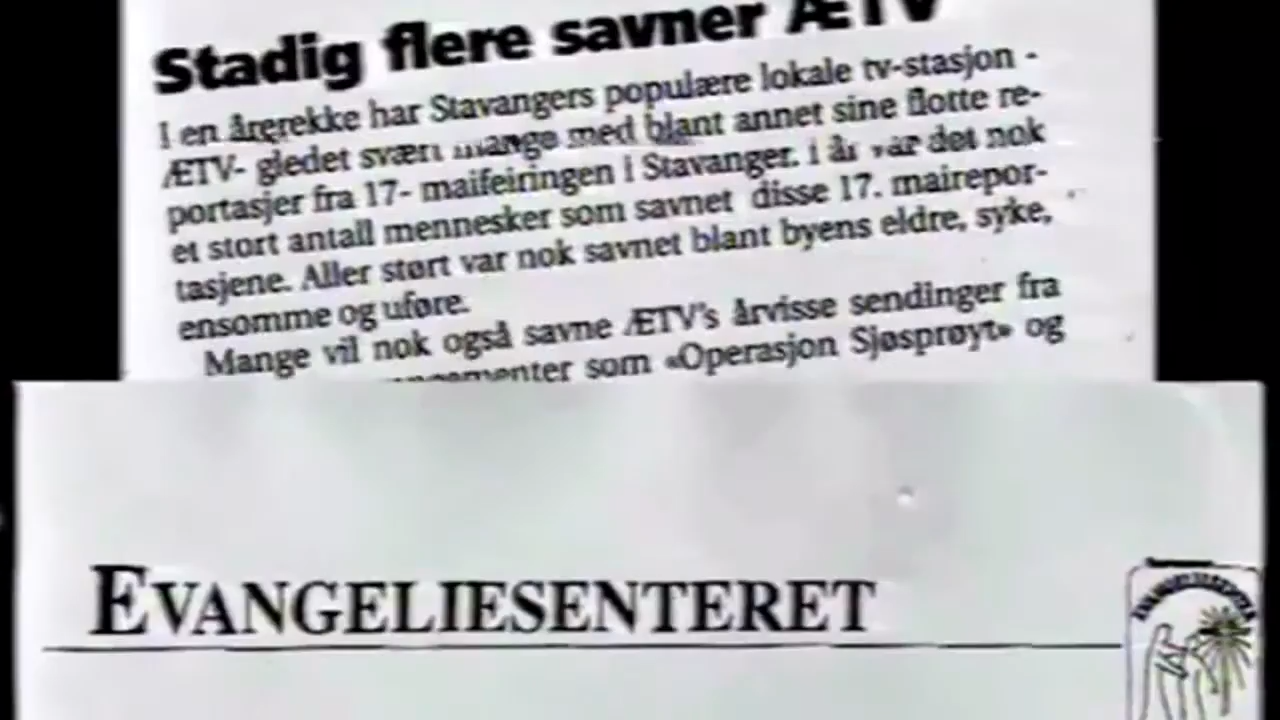 Stadig flere savner ÆTV
I en årrekke har Stavangers populære lokale tv-stasjon -
ÆTV- gledet svært mange med blant annet sine flotte re-
portasjer fra 17- maifeiringen i Stavanger. I år var det nok
et stort antall mennesker som savnet disse 17. mairepor-
tasjene. Aller størt var nok savnet blant byens eldre, syke,
ensomme og uføre.
Mange vil nok også savne ÆTV's årvisse sendinger fra
som «Operasjon Sjøsprøyt» og
EVANGELIESENTERET